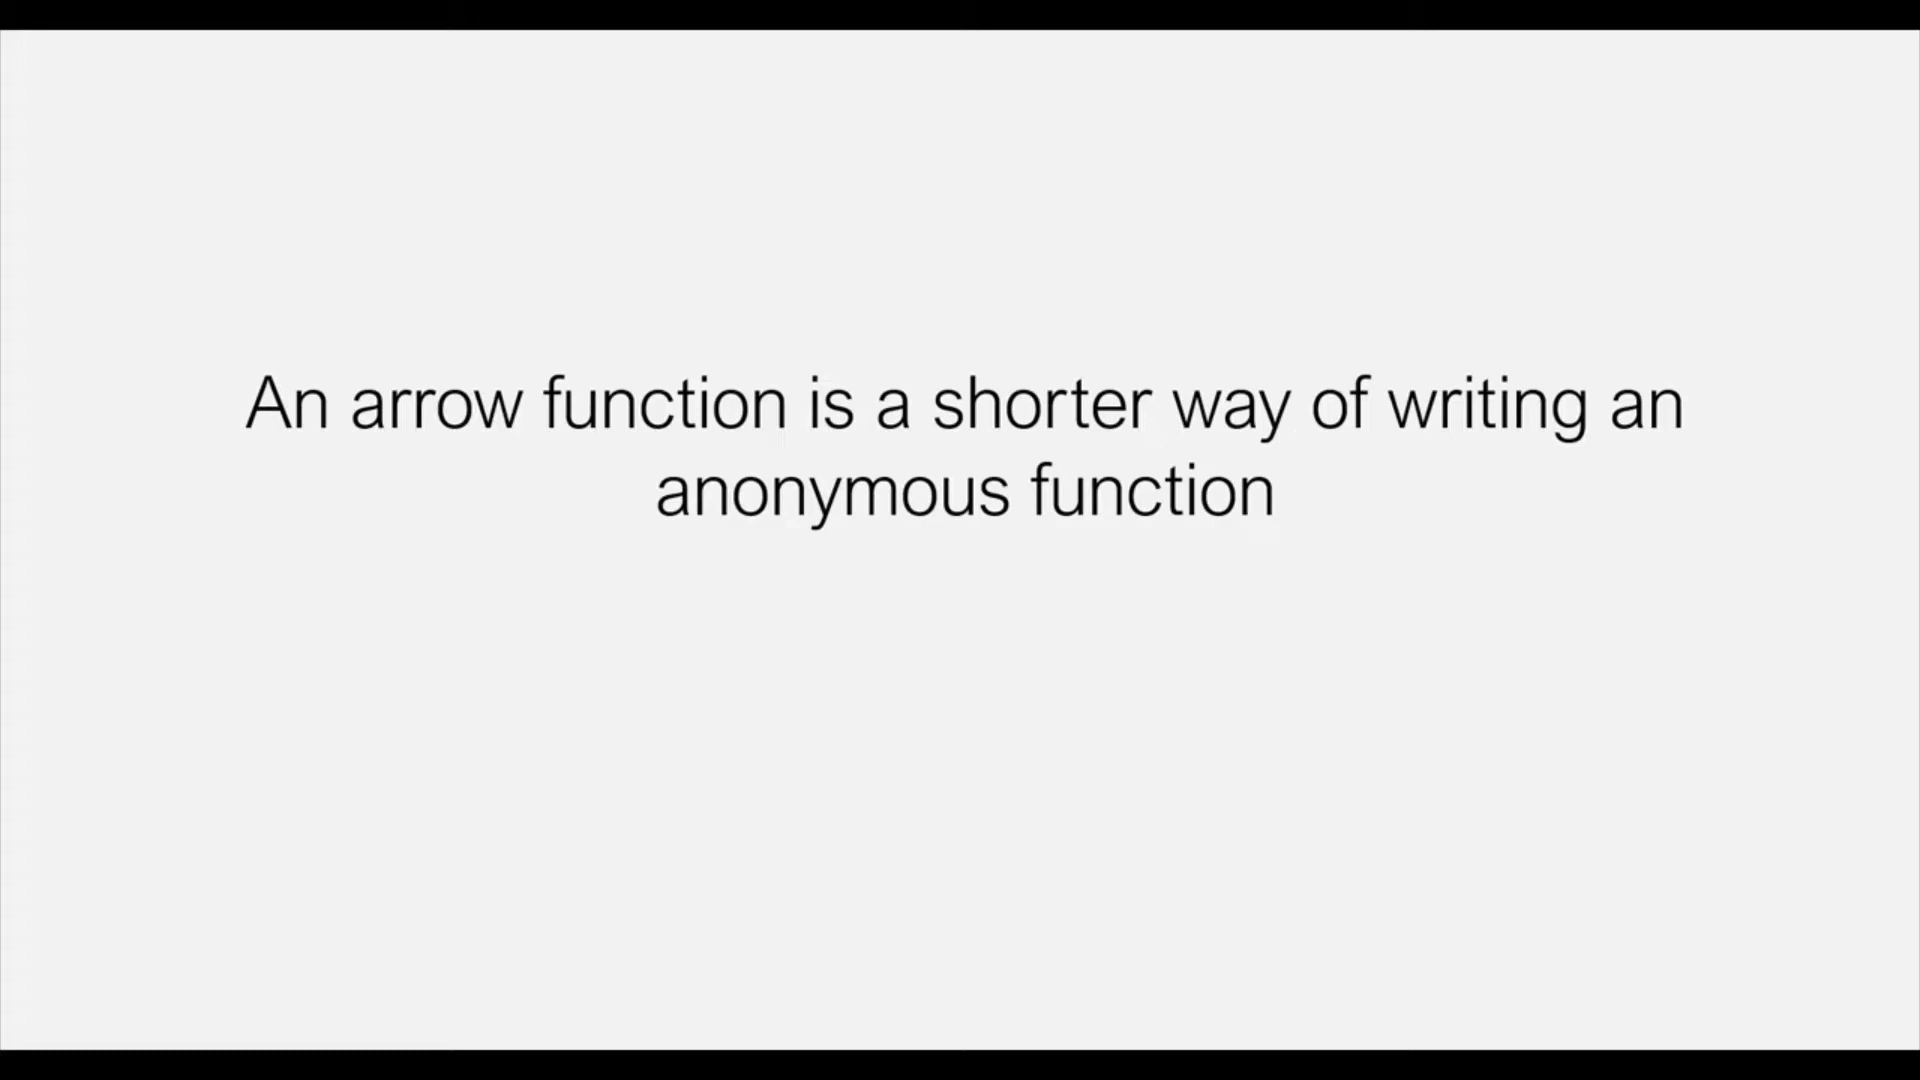 An arrow function is a shorter way of writing an
anonymous function